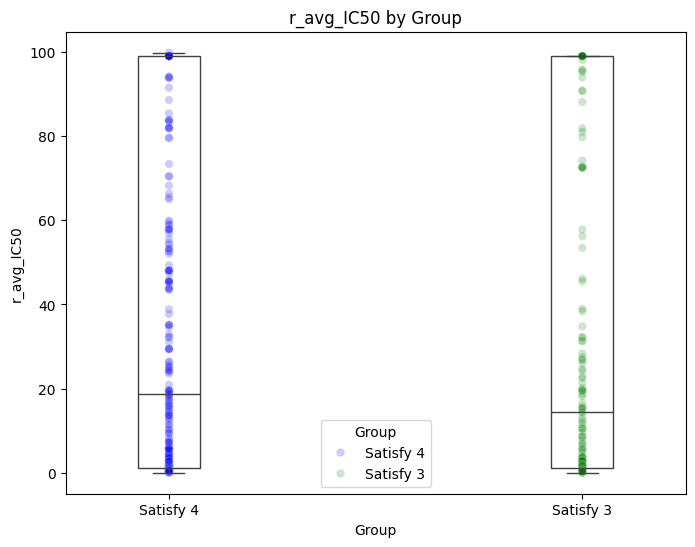 r_avg_IC50 by Group
r_avg_IC50
100
80
60
40
20
0
Group
Satisfy 4
Satisfy 3
Satisfy 4
Satisfy 3
Group